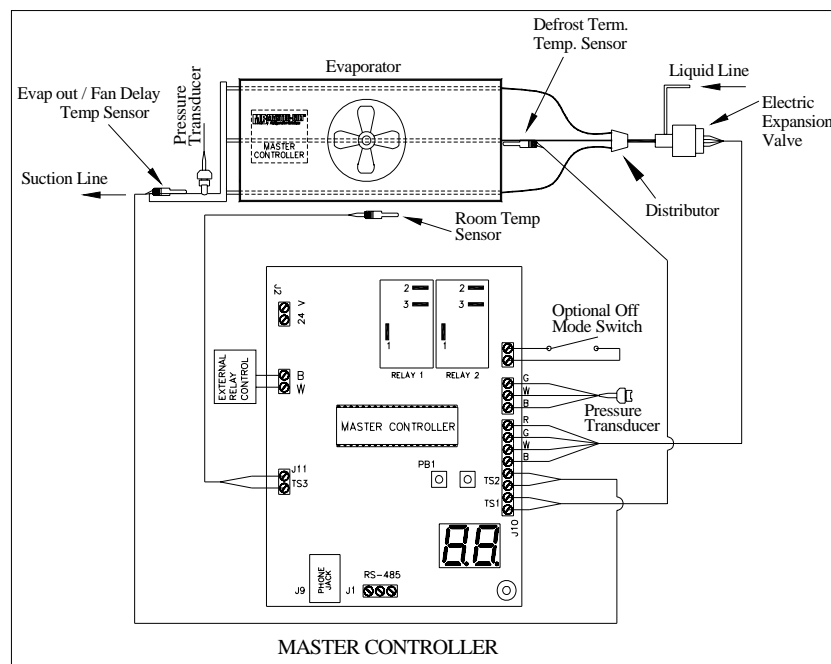 Defrost Term.
Temp. Sensor
Evaporator
Liquid Line
Evap out / Fan Delay
Temp Sensor
Pressure
Transducer
Electric
Expansion
Valve
MASTER
CONTROLLER
Suction Line
Distributor
Room Temp
Sensor
J2
24 V
2
3
1
RELAY 1
2
3
1
RELAY 2
Optional Off
Mode Switch
EXTERNAL
RELAY
CONTROL
B
W
G
W
B
Pressure
Transducer
MASTER CONTROLLER
R
G
W
B
J11
TS3
PB1
TS2
TS1
J10
88
J9
PHONE
JACK
J1
RS-485
MASTER CONTROLLER